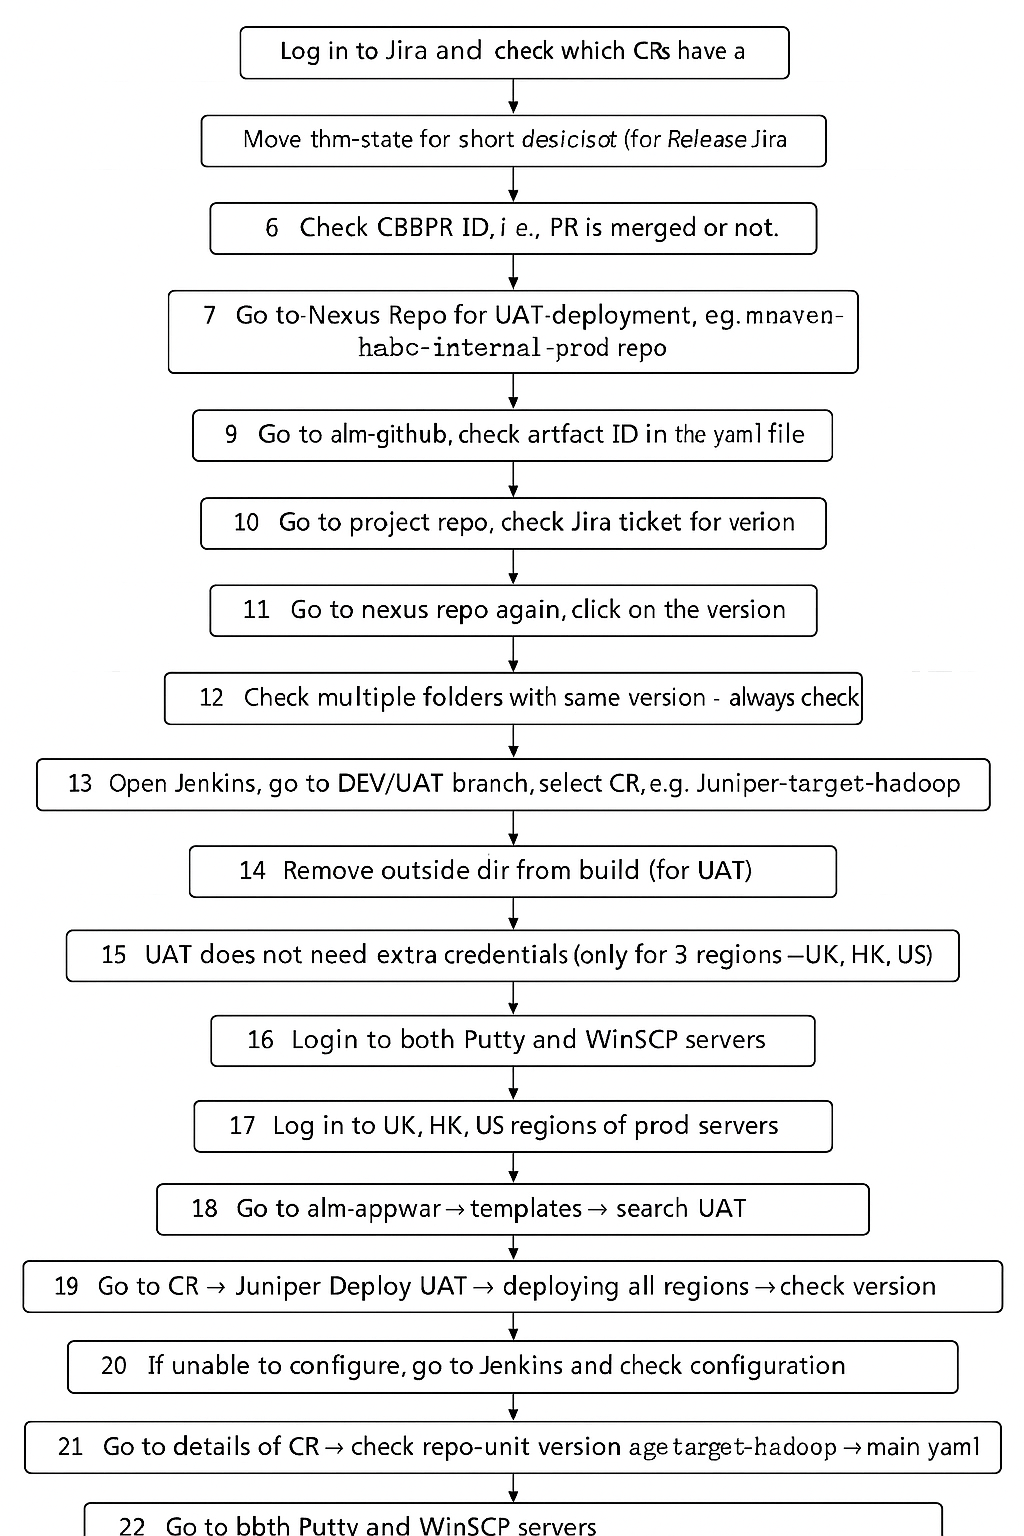 Log in to Jira and check which CRs have a
Move thm-state for short desicisot (for Release Jira
6 Check CBBPR ID, i e., PR is merged or not.
7 Go to-Nexus Repo for UAT-deployment, eg. mnaven-
habc-internal-prod repo
9 Go to alm-github, check artfact ID in the yaml file
10 Go to project repo, check Jira ticket for verion
11 Go to nexus repo again, click on the version
12 Check multiple folders with same version - always check
13 Open Jenkins, go to DEV/UAT branch, select CR, e.g. Juniper-target-hadoop
14 Remove outside dir from build (for UAT)
15 UAT does not need extra credentials (only for 3 regions —UK, HK, US)
16 Login to both Putty and WinSCP servers
17 Log in to UK, HK, US regions of prod servers
18 Go to alm-appwar → templates → search UAT
19 Go to CR → Juniper Deploy UAT → deploying all regions → check version
20 If unable to configure, go to Jenkins and check configuration
21 Go to details of CR → check repo-unit version age target-hadoop → main yaml
22 Go to bbth Putty and WinSCP servers